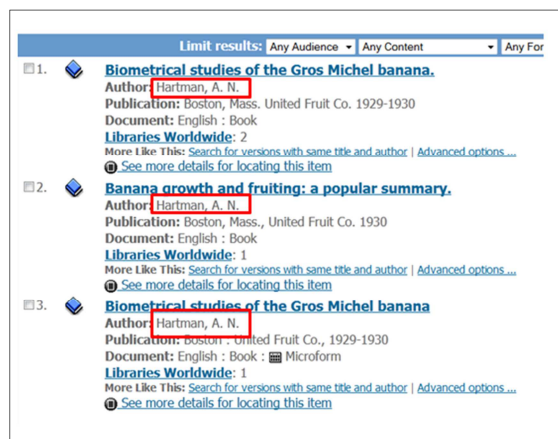 Limit results: Any Audience Any Content Any For
1. Biometrical studies of the Gros Michel banana.
Author: Hartman, A. N.
Publication: Boston, Mass. United Fruit Co. 1929-1930
Document: English : Book
Libraries Worldwide: 2
More Like This: Search for versions with same title and author | Advanced options ...
See more details for locating this item
2. Banana growth and fruiting: a popular summary.
Author: Hartman, A. N.
Publication: Boston, Mass., United Fruit Co. 1930
Document: English : Book
Libraries Worldwide: 1
More Like This: Search for versions with same title and author | Advanced options ...
See more details for locating this item
3. Biometrical studies of the Gros Michel banana
Author: Hartman, A. N.
Publication: Boston : United Fruit Co., 1929-1930
Document: English : Book : Microform
Libraries Worldwide: 1
More Like This: Search for versions with same title and author | Advanced options ...
See more details for locating this item